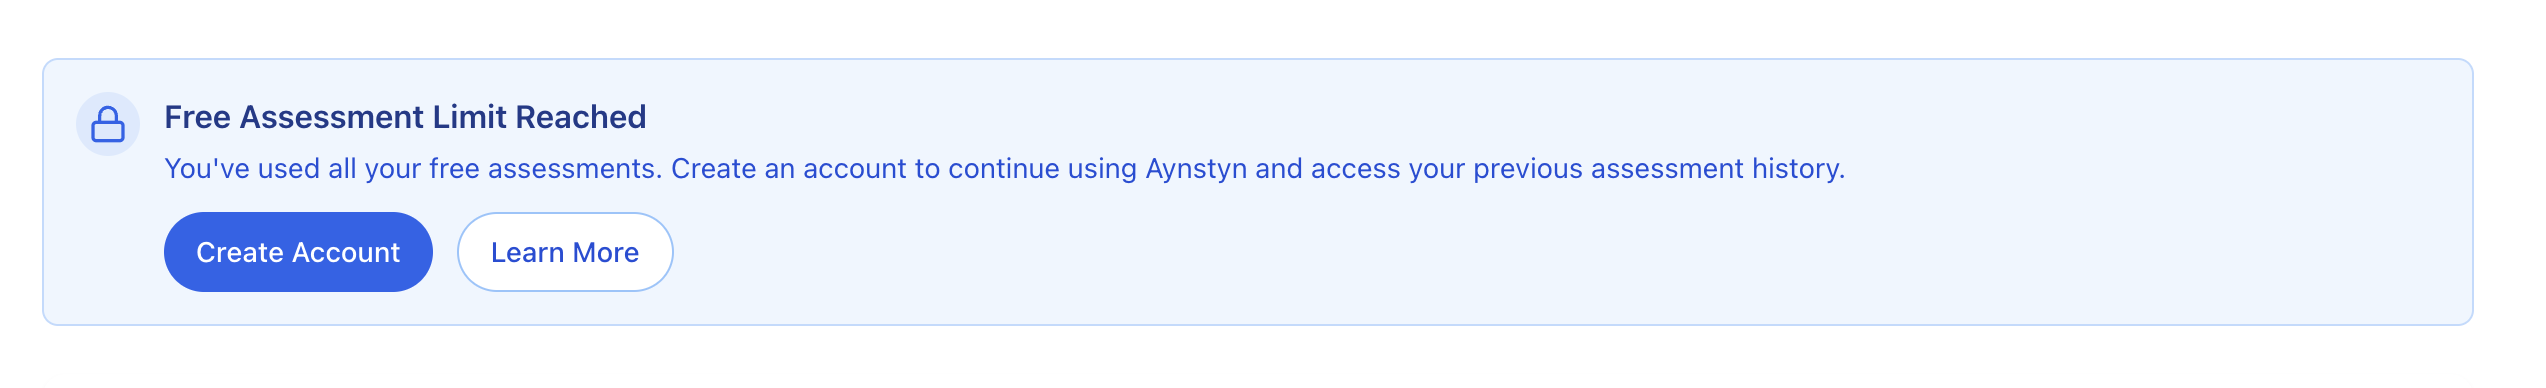 Free Assessment Limit Reached
You've used all your free assessments. Create an account to continue using Aynstyn and access your previous assessment history.
Create Account
Learn More